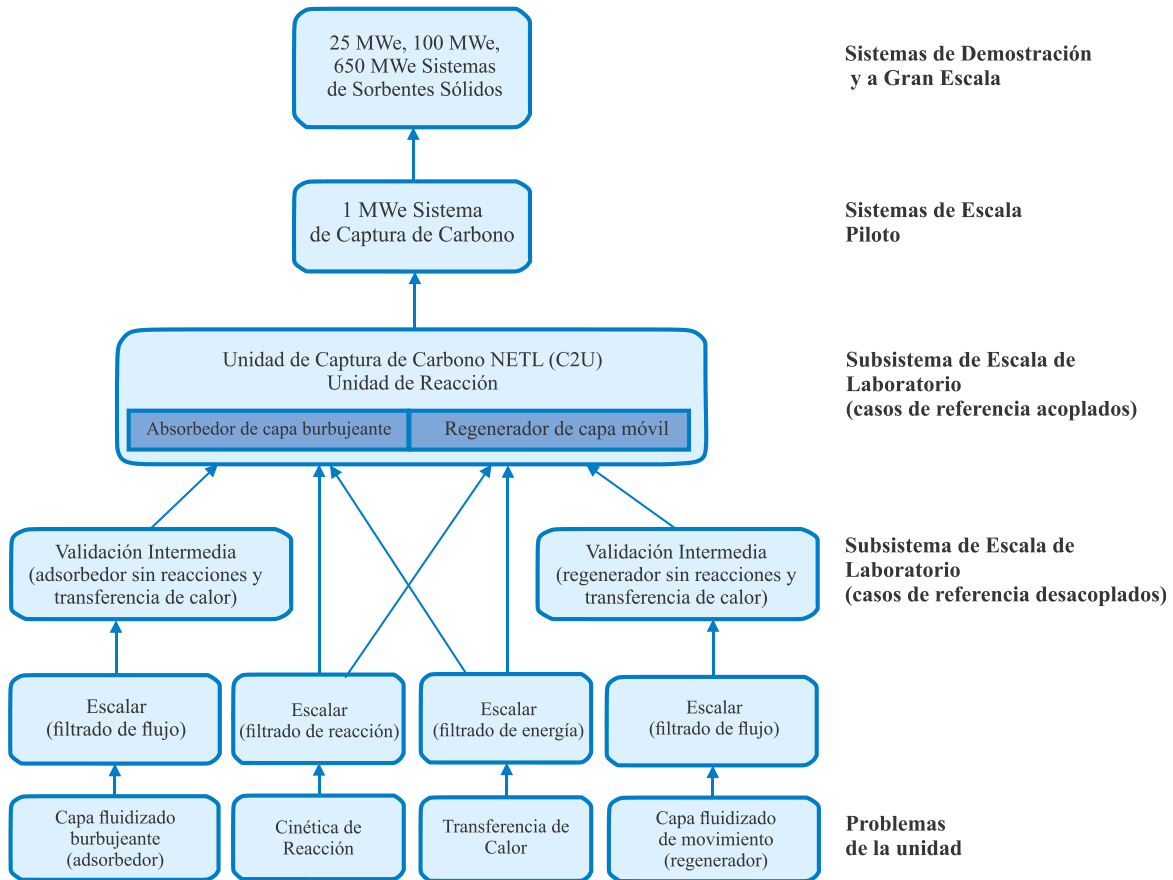 25 MWe, 100 MWe,
650 MWe Sistemas
de Sorbentes Sólidos
Sistemas de Demostración
y a Gran Escala
1 MWe Sistema
de Captura de Carbono
Sistemas de Escala
Piloto
Unidad de Captura de Carbono NETL (C2U)
Unidad de Reacción
Absorbedor de capa burbujeante
Regenerador de capa móvil
Subsistema de Escala de
Laboratorio
(casos de referencia acoplados)
Validación Intermedia
(adsorbedor sin reacciones y
transferencia de calor)
Validación Intermedia
(regenerador sin reacciones y
transferencia de calor)
Subsistema de Escala de
Laboratorio
(casos de referencia desacoplados)
Escalar
(filtrado de flujo)
Escalar
(filtrado de reacción)
Escalar
(filtrado de energía)
Escalar
(filtrado de flujo)
Capa fluidizado
burbujeante
(adsorbedor)
Cinética de
Reacción
Transferencia de
Calor
Capa fluidizado
de movimiento
(regenerador)
Problemas
de la unidad